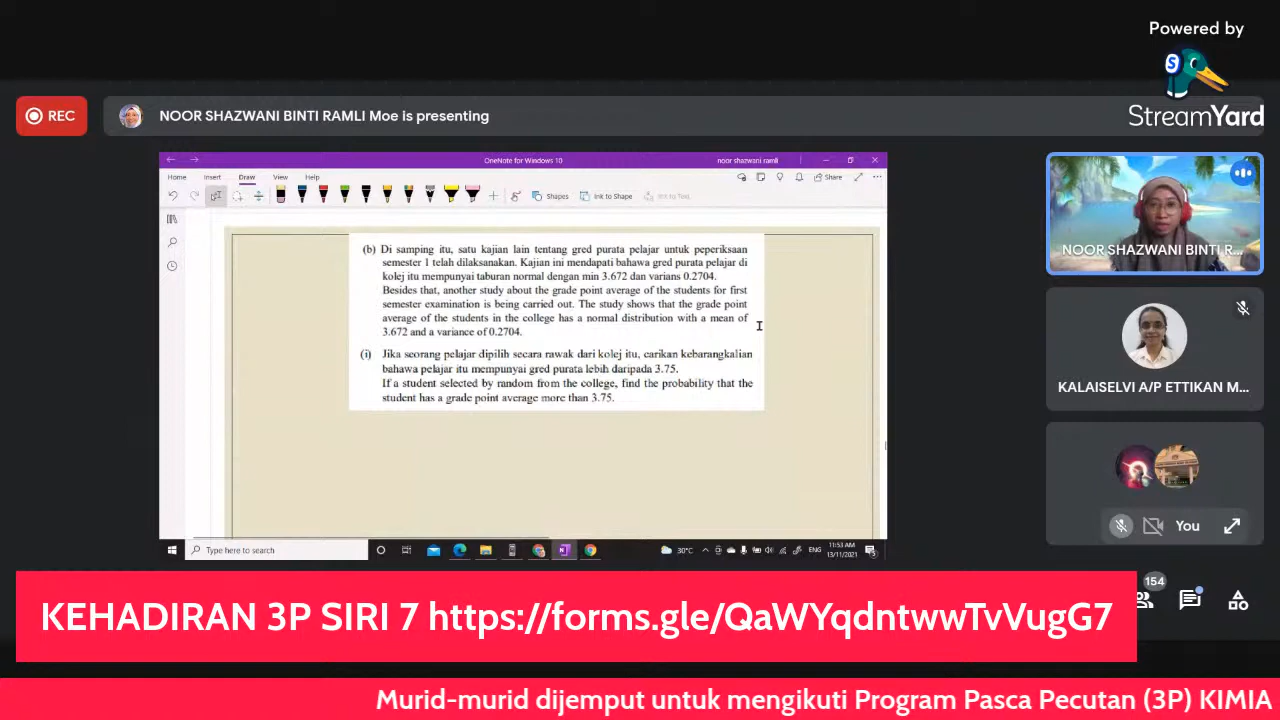 Powered by
StreamYard
REC
NOOR SHAZWANI BINTI RAMLI Moe is presenting
OneNote for Windows 10
noor shazwani ramli
Home Insert Draw View Help
Share
Shapes Ink to Shape Ink to Text
(b) Di samping itu, satu kajian lain tentang gred purata pelajar untuk peperiksaan
semester 1 telah dilaksanakan. Kajian ini mendapati bahawa gred purata pelajar di
kolej itu mempunyai taburan normal dengan min 3.672 dan varians 0.2704.
Besides that, another study about the grade point average of the students for first
semester examination is being carried out. The study shows that the grade point
average of the students in the college has a normal distribution with a mean of
3.672 and a variance of 0.2704.
(i) Jika seorang pelajar dipilih secara rawak dari kolej itu, carikan kebarangkalian
bahawa pelajar itu mempunyai gred purata lebih daripada 3.75.
If a student selected by random from the college, find the probability that the
student has a grade point average more than 3.75.
Type here to search
30°C
ENG
11:53 AM
13/11/2021
NOOR SHAZWANI BINTI R...
KALAISELVI A/P ETTIKAN M...
You
154
KEHADIRAN 3P SIRI 7 https://forms.gle/QaWYqdntwwTvVugG7
Murid-murid dijemput untuk mengikuti Program Pasca Pecutan (3P) KIMIA